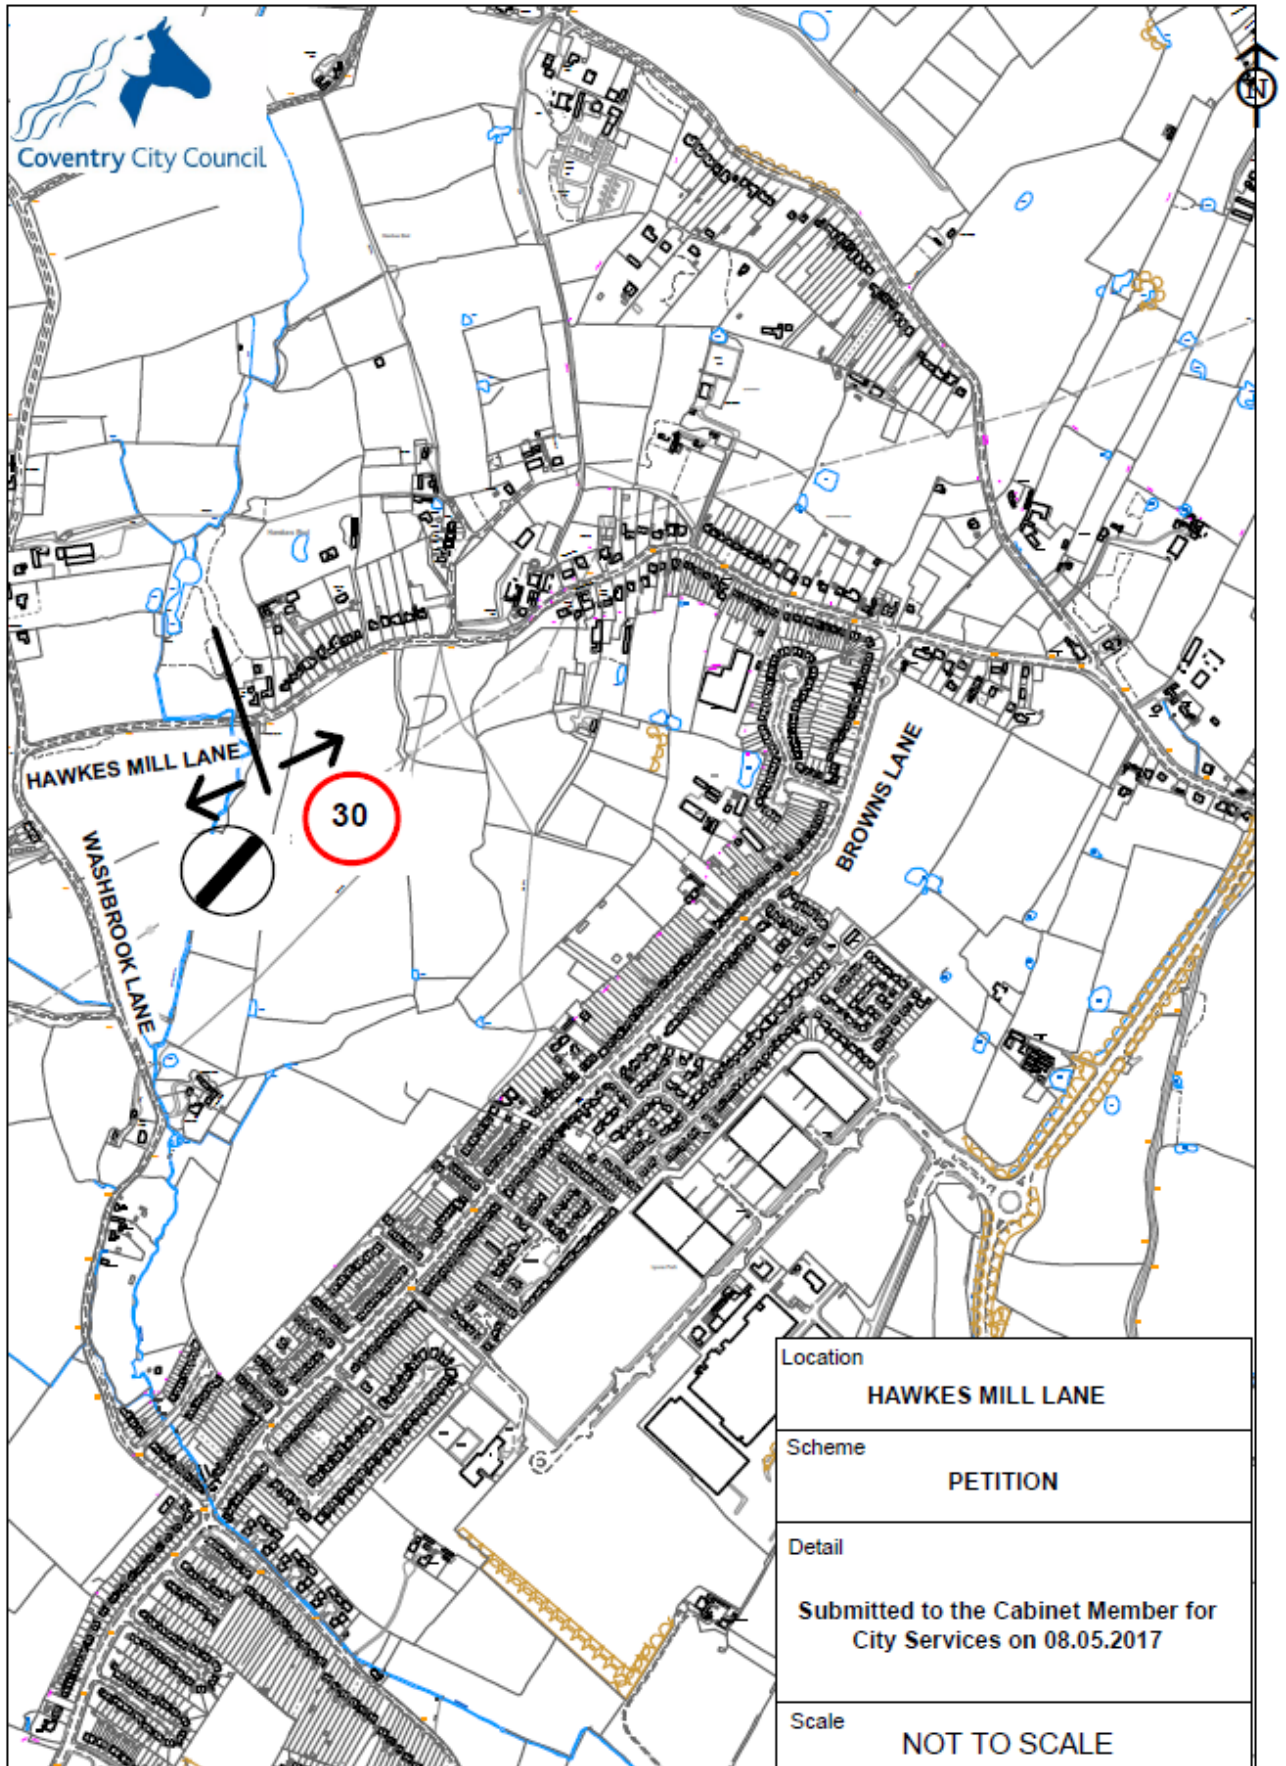 Coventry City Council
N
HAWKES MILL LANE
30
WASHBROOK LANE
BROWNS LANE
Location
HAWKES MILL LANE
Scheme
PETITION
Detail
Submitted to the Cabinet Member for
City Services on 08.05.2017
Scale
NOT TO SCALE